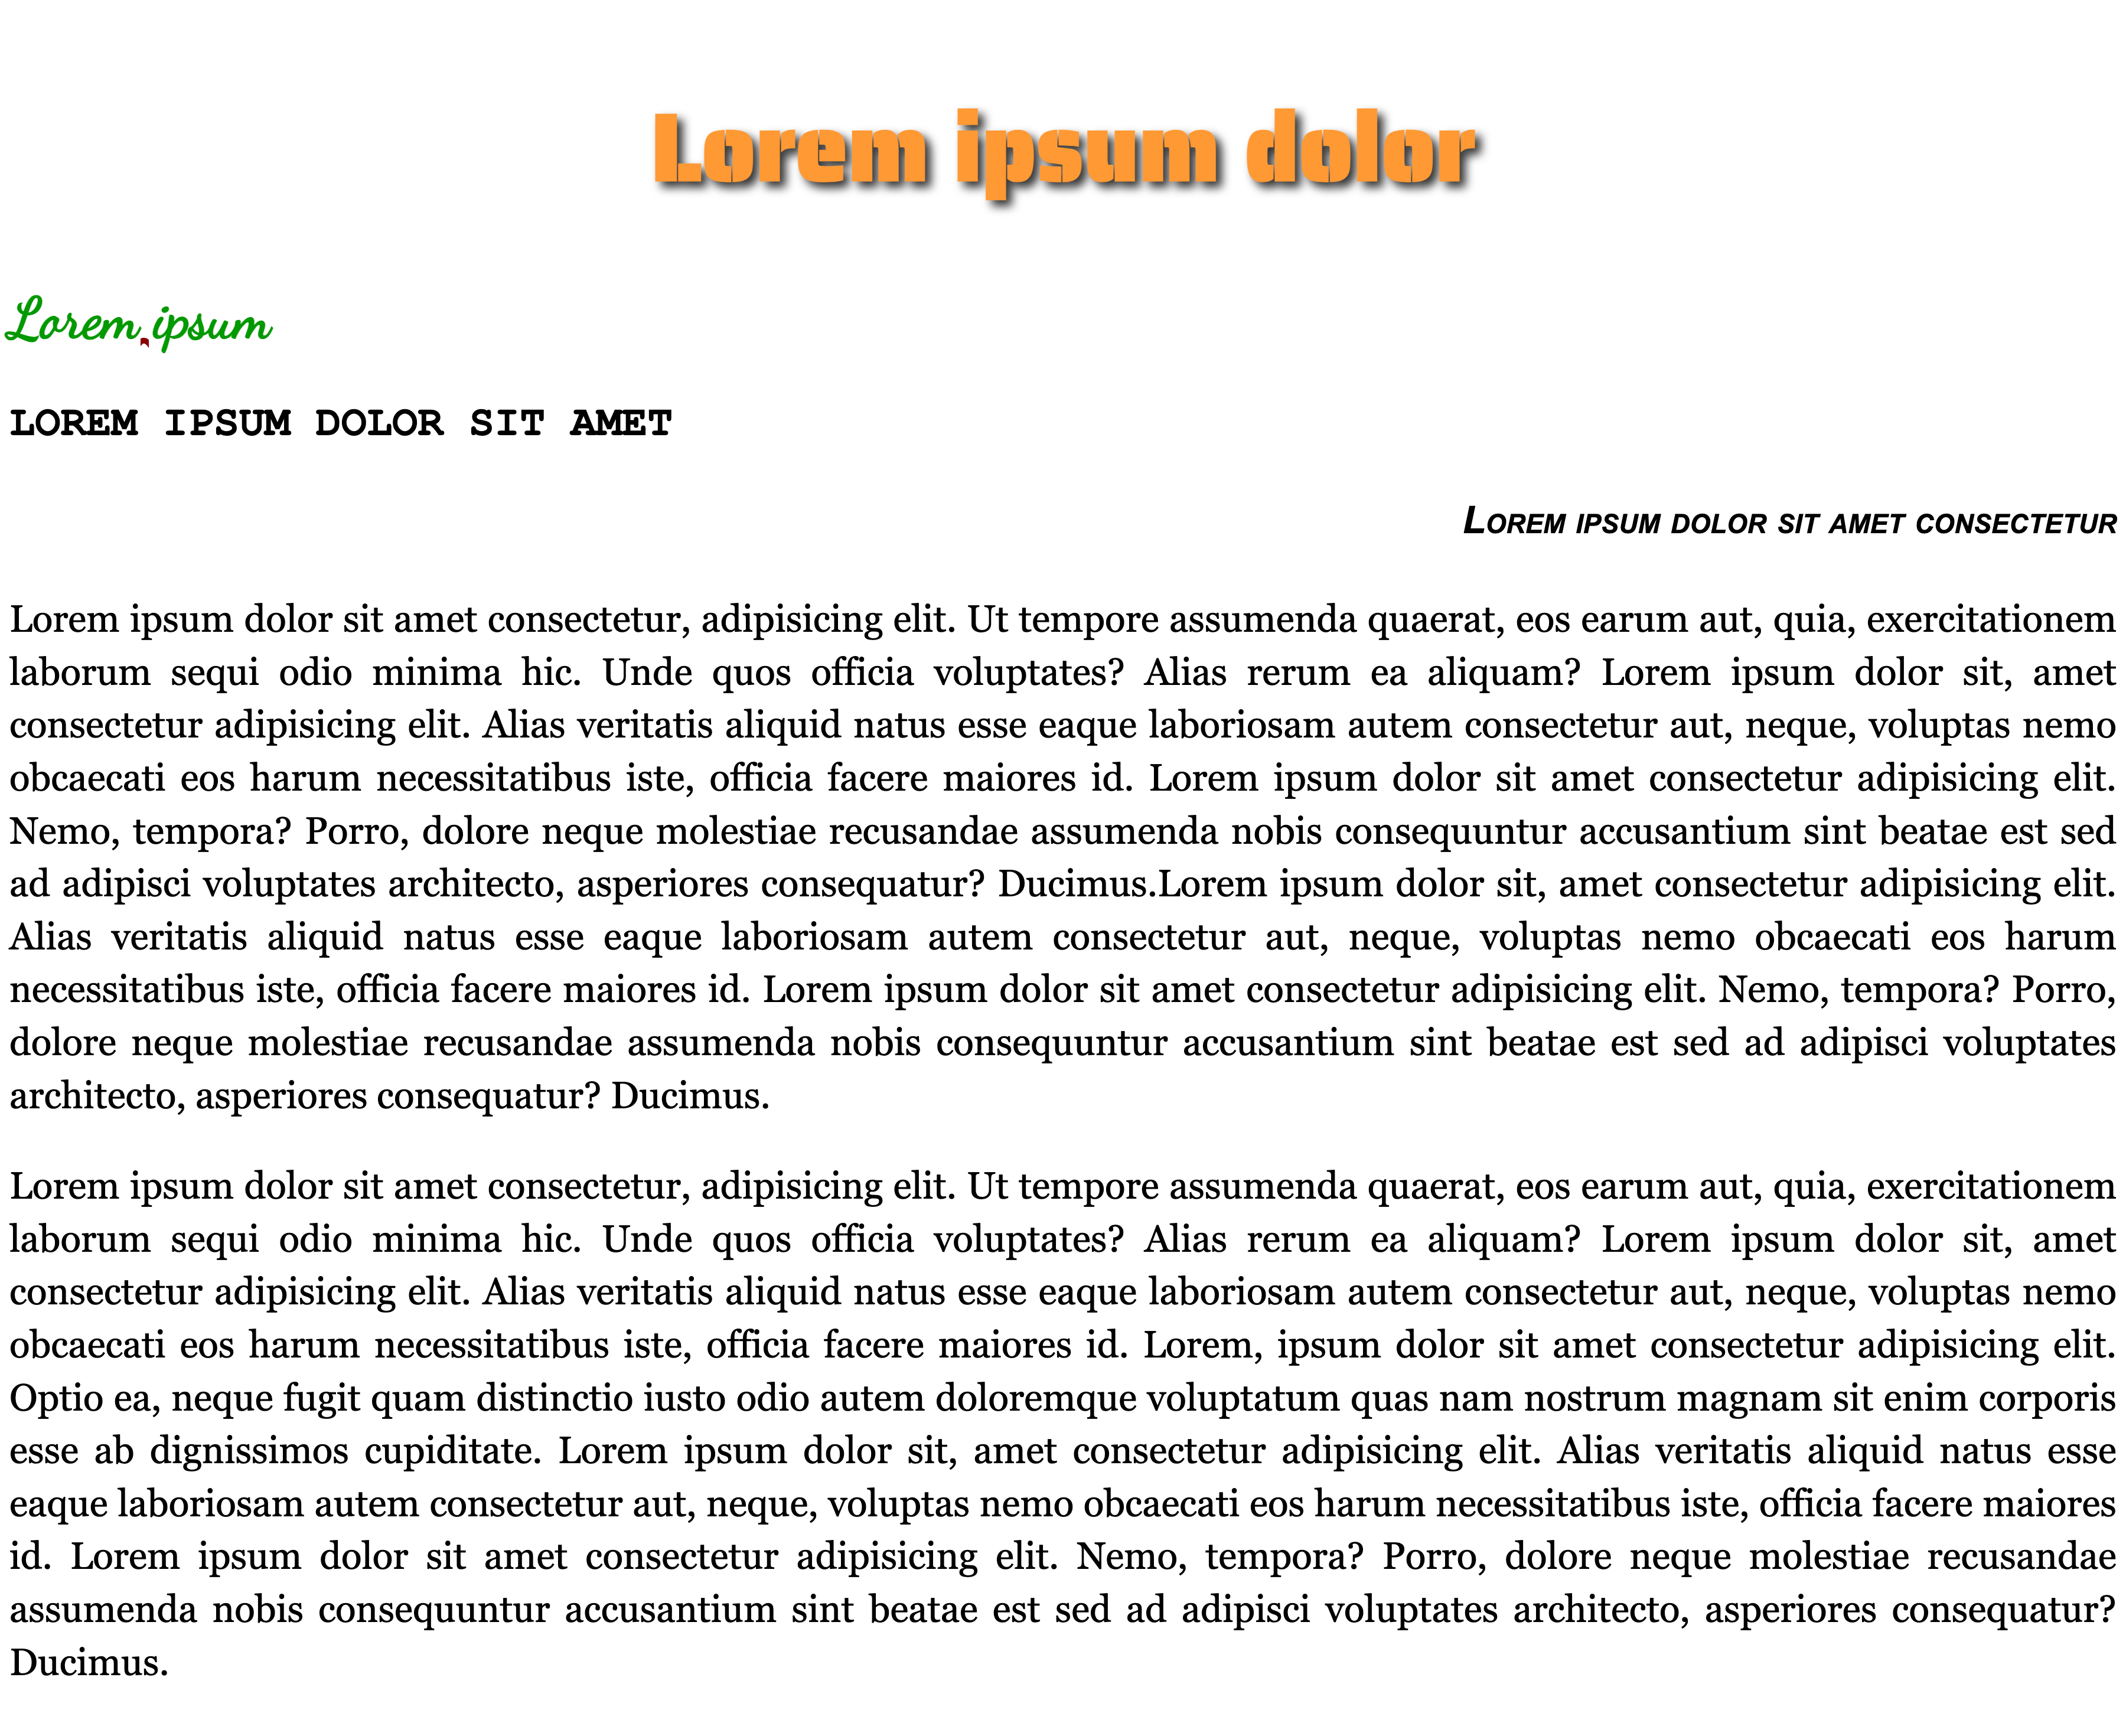 Lorem ipsum dolor
Lorem ipsum
LOREM IPSUM DOLOR SIT AMET
Lorem ipsum dolor sit amet consectetur
Lorem ipsum dolor sit amet consectetur, adipisicing elit. Ut tempore assumenda quaerat, eos earum aut, quia, exercitationem
laborum sequi odio minima hic. Unde quos officia voluptates? Alias rerum ea aliquam? Lorem ipsum dolor sit, amet
consectetur adipisicing elit. Alias veritatis aliquid natus esse eaque laboriosam autem consectetur aut, neque, voluptas nemo
obcaecati eos harum necessitatibus iste, officia facere maiores id. Lorem ipsum dolor sit amet consectetur adipisicing elit.
Nemo, tempora? Porro, dolore neque molestiae recusandae assumenda nobis consequuntur accusantium sint beatae est sed
ad adipisci voluptates architecto, asperiores consequatur? Ducimus.Lorem ipsum dolor sit, amet consectetur adipisicing elit.
Alias veritatis aliquid natus esse eaque laboriosam autem consectetur aut, neque, voluptas nemo obcaecati eos harum
necessitatibus iste, officia facere maiores id. Lorem ipsum dolor sit amet consectetur adipisicing elit. Nemo, tempora? Porro,
dolore neque molestiae recusandae assumenda nobis consequuntur accusantium sint beatae est sed ad adipisci voluptates
architecto, asperiores consequatur? Ducimus.
Lorem ipsum dolor sit amet consectetur, adipisicing elit. Ut tempore assumenda quaerat, eos earum aut, quia, exercitationem
laborum sequi odio minima hic. Unde quos officia voluptates? Alias rerum ea aliquam? Lorem ipsum dolor sit, amet
consectetur adipisicing elit. Alias veritatis aliquid natus esse eaque laboriosam autem consectetur aut, neque, voluptas nemo
obcaecati eos harum necessitatibus iste, officia facere maiores id. Lorem, ipsum dolor sit amet consectetur adipisicing elit.
Optio ea, neque fugit quam distinctio iusto odio autem doloremque voluptatum quas nam nostrum magnam sit enim corporis
esse ab dignissimos cupiditate. Lorem ipsum dolor sit, amet consectetur adipisicing elit. Alias veritatis aliquid natus esse
eaque laboriosam autem consectetur aut, neque, voluptas nemo obcaecati eos harum necessitatibus iste, officia facere maiores
id. Lorem ipsum dolor sit amet consectetur adipisicing elit. Nemo, tempora? Porro, dolore neque molestiae recusandae
assumenda nobis consequuntur accusantium sint beatae est sed ad adipisci voluptates architecto, asperiores consequatur?
Ducimus.